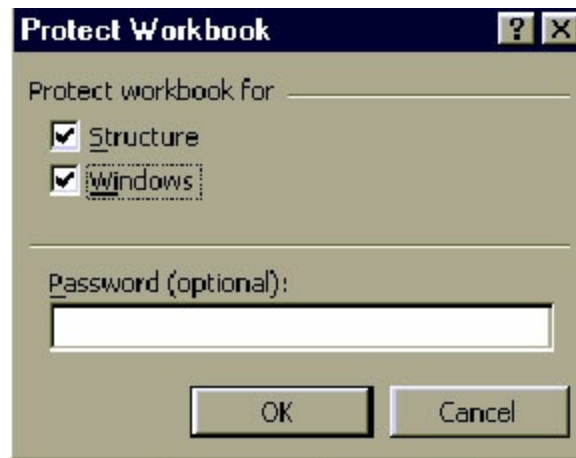 Protect Workbook
Protect workbook for
Structure
Windows
Password (optional):
OK Cancel